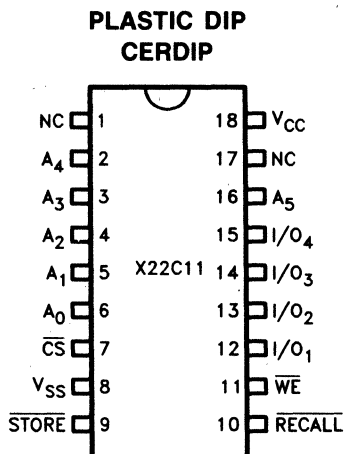 PLASTIC DIP
CERDIP
NC 1 18 VCC
A4 2 17 NC
A3 3 16 A5
A2 4 15 I/O4
A1 5 X22C11 14 I/O3
A0 6 13 I/O2
CS 7 12 I/O1
VSS 8 11 WE
STORE 9 10 RECALL